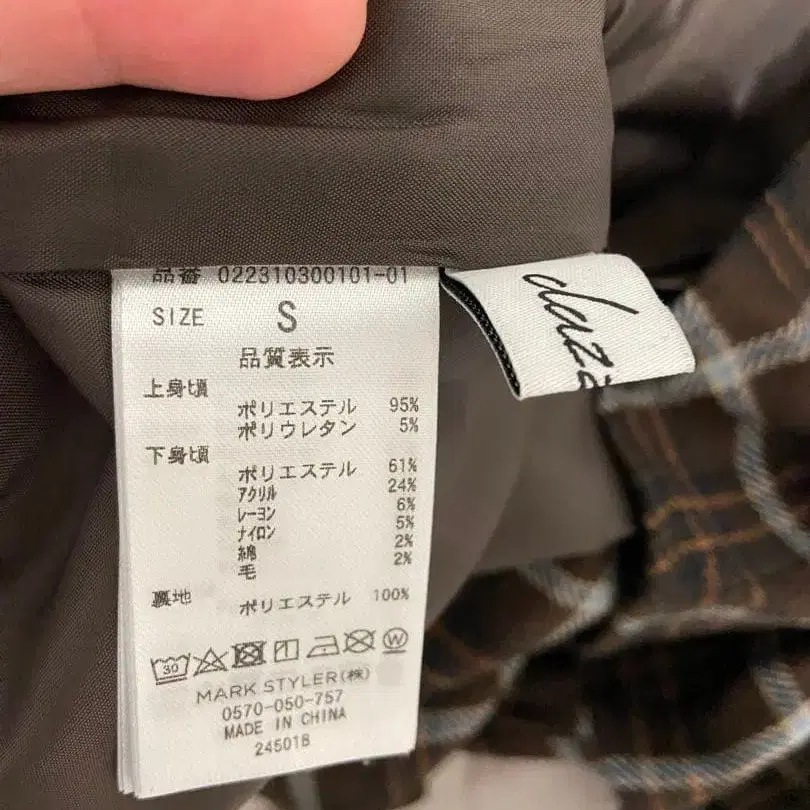 品番 022310300101-01
SIZE S
品質表示
上身頃
ポリエステル 95%
ポリウレタン 5%
下身頃
ポリエステル 61%
アクリル 24%
レーヨン 6%
ナイロン 5%
綿 2%
毛 2%
裏地
ポリエステル 100%
30
W
MARK STYLER(株)
0570-050-757
MADE IN CHINA
24501B
daz